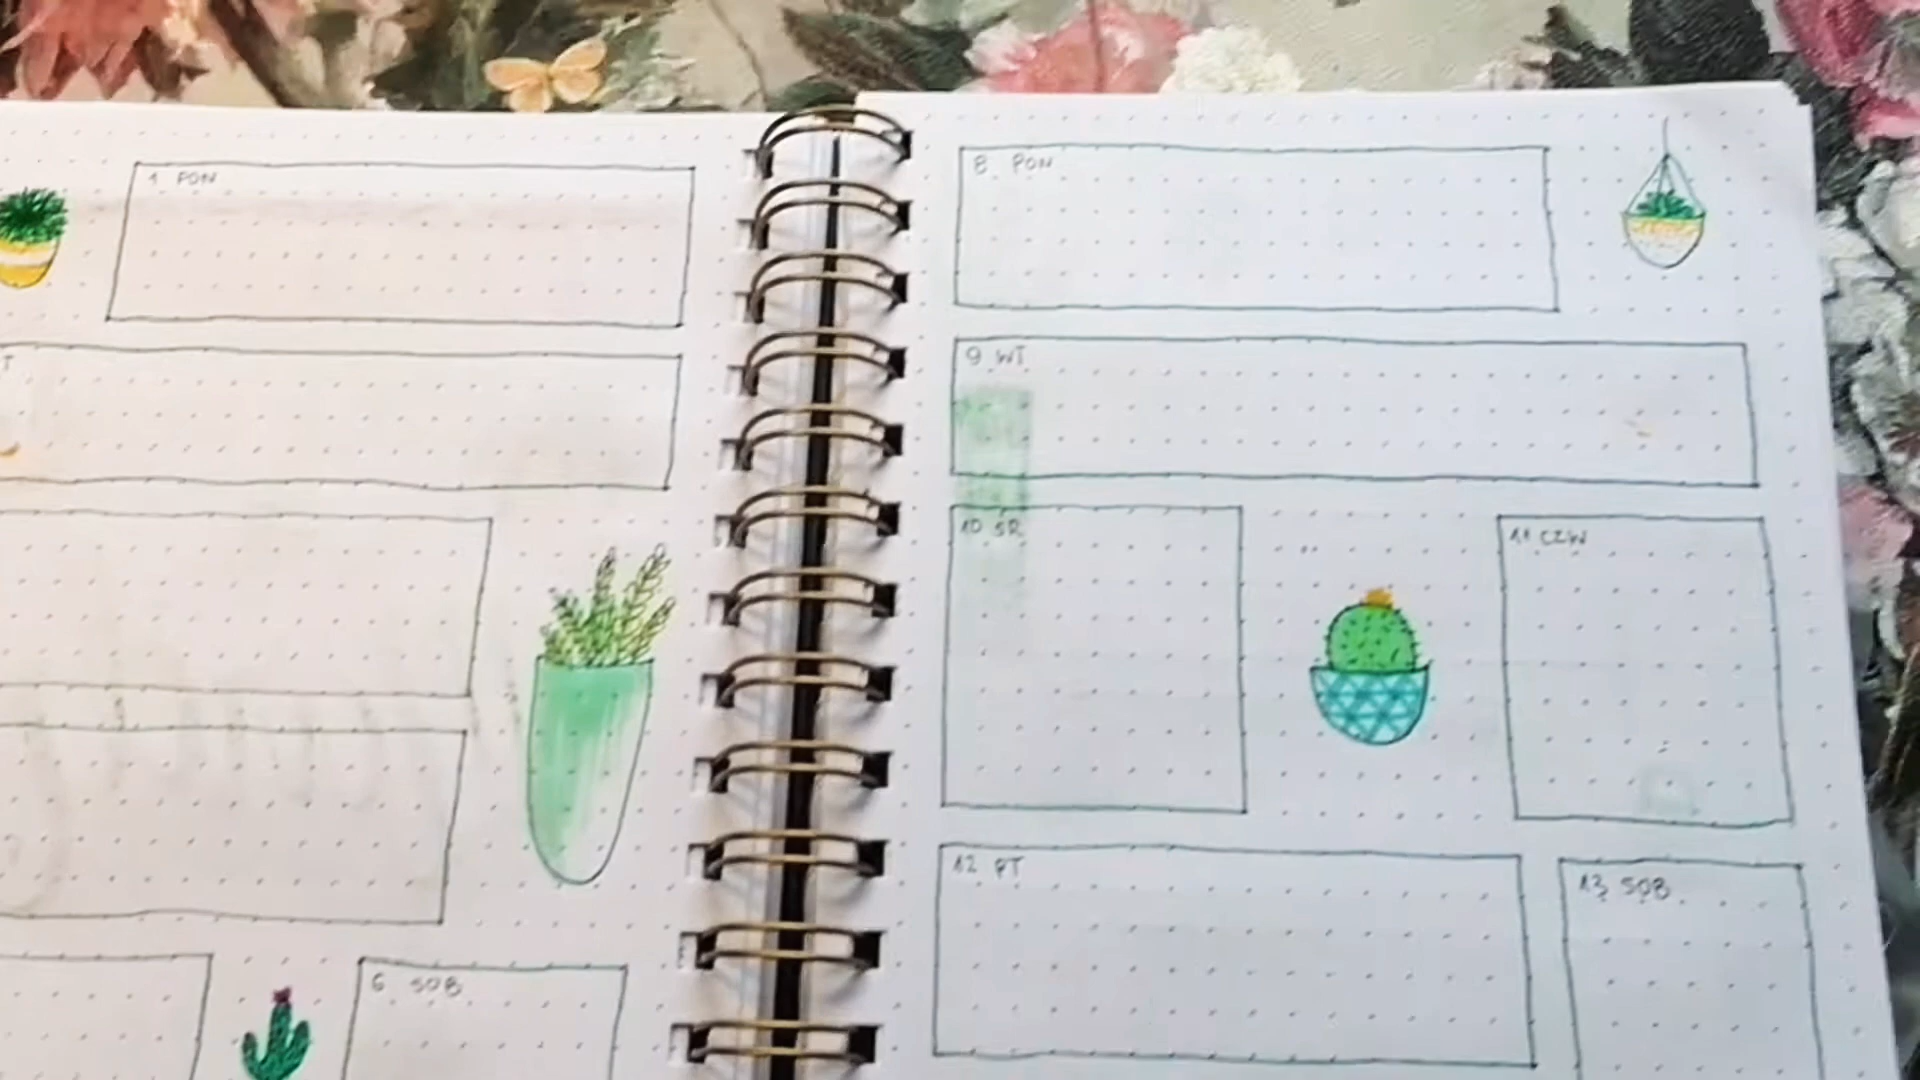 1 PON
T
6 SOB
8 PON
9 WT
10 ŚR
11 CZW
12 PT
13 SOB